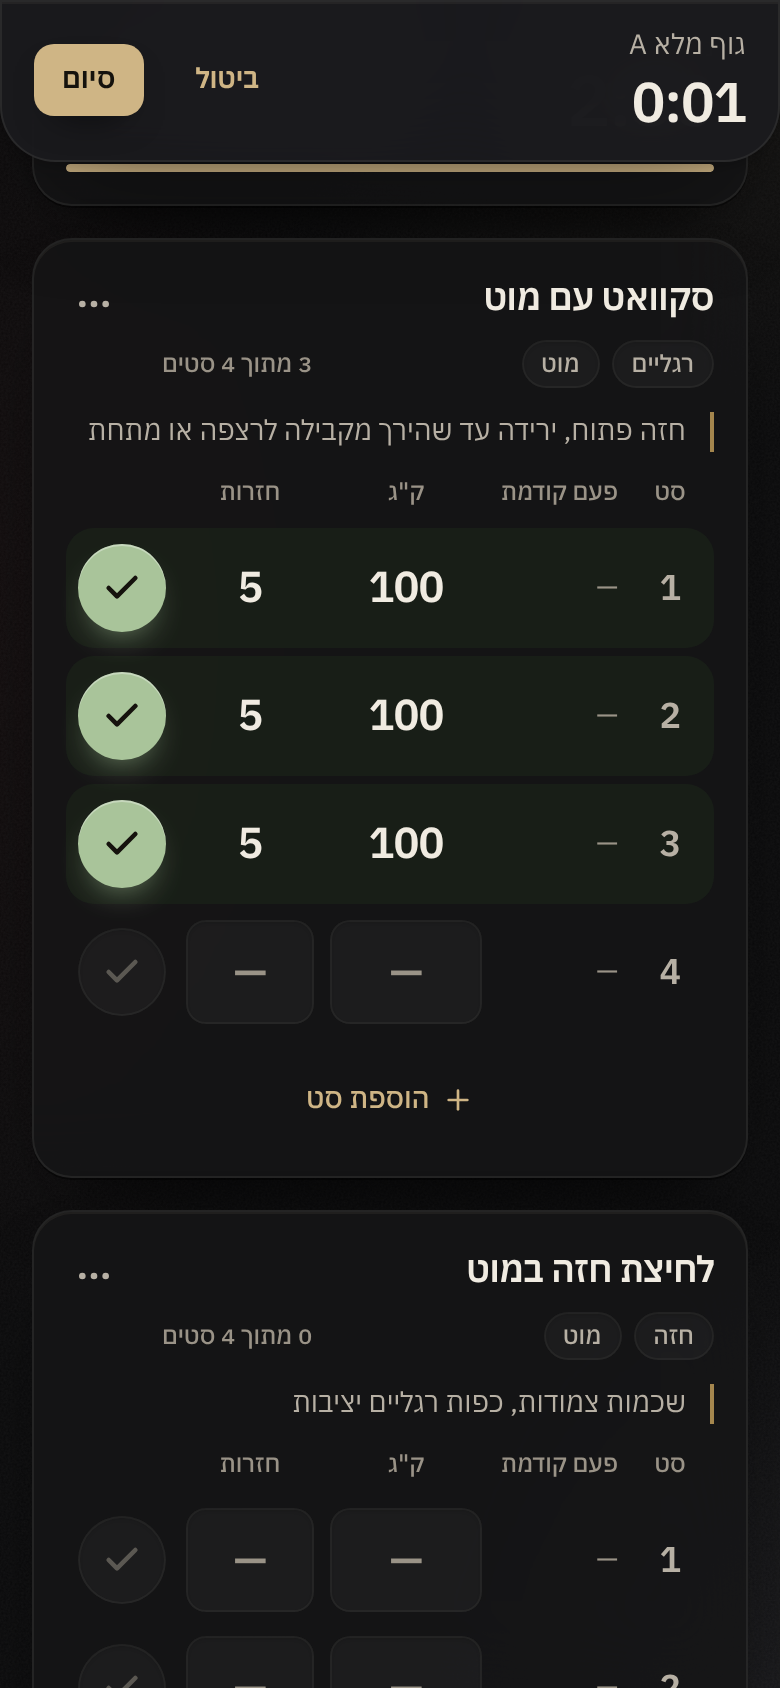 גוף מלא A
0:01
ביטול
סיום
סקוואט עם מוט
רגליים מוט 3 מתוך 4 סטים
חזה פתוח, ירידה עד שהירך מקבילה לרצפה או מתחת
סט פעם קודמת ק"ג חזרות
1 – 100 5
2 – 100 5
3 – 100 5
4 – — —
+ הוספת סט
לחיצת חזה במוט
חזה מוט 0 מתוך 4 סטים
שכמות צמודות, כפות רגליים יציבות
סט פעם קודמת ק"ג חזרות
1 – — —
2 – — —